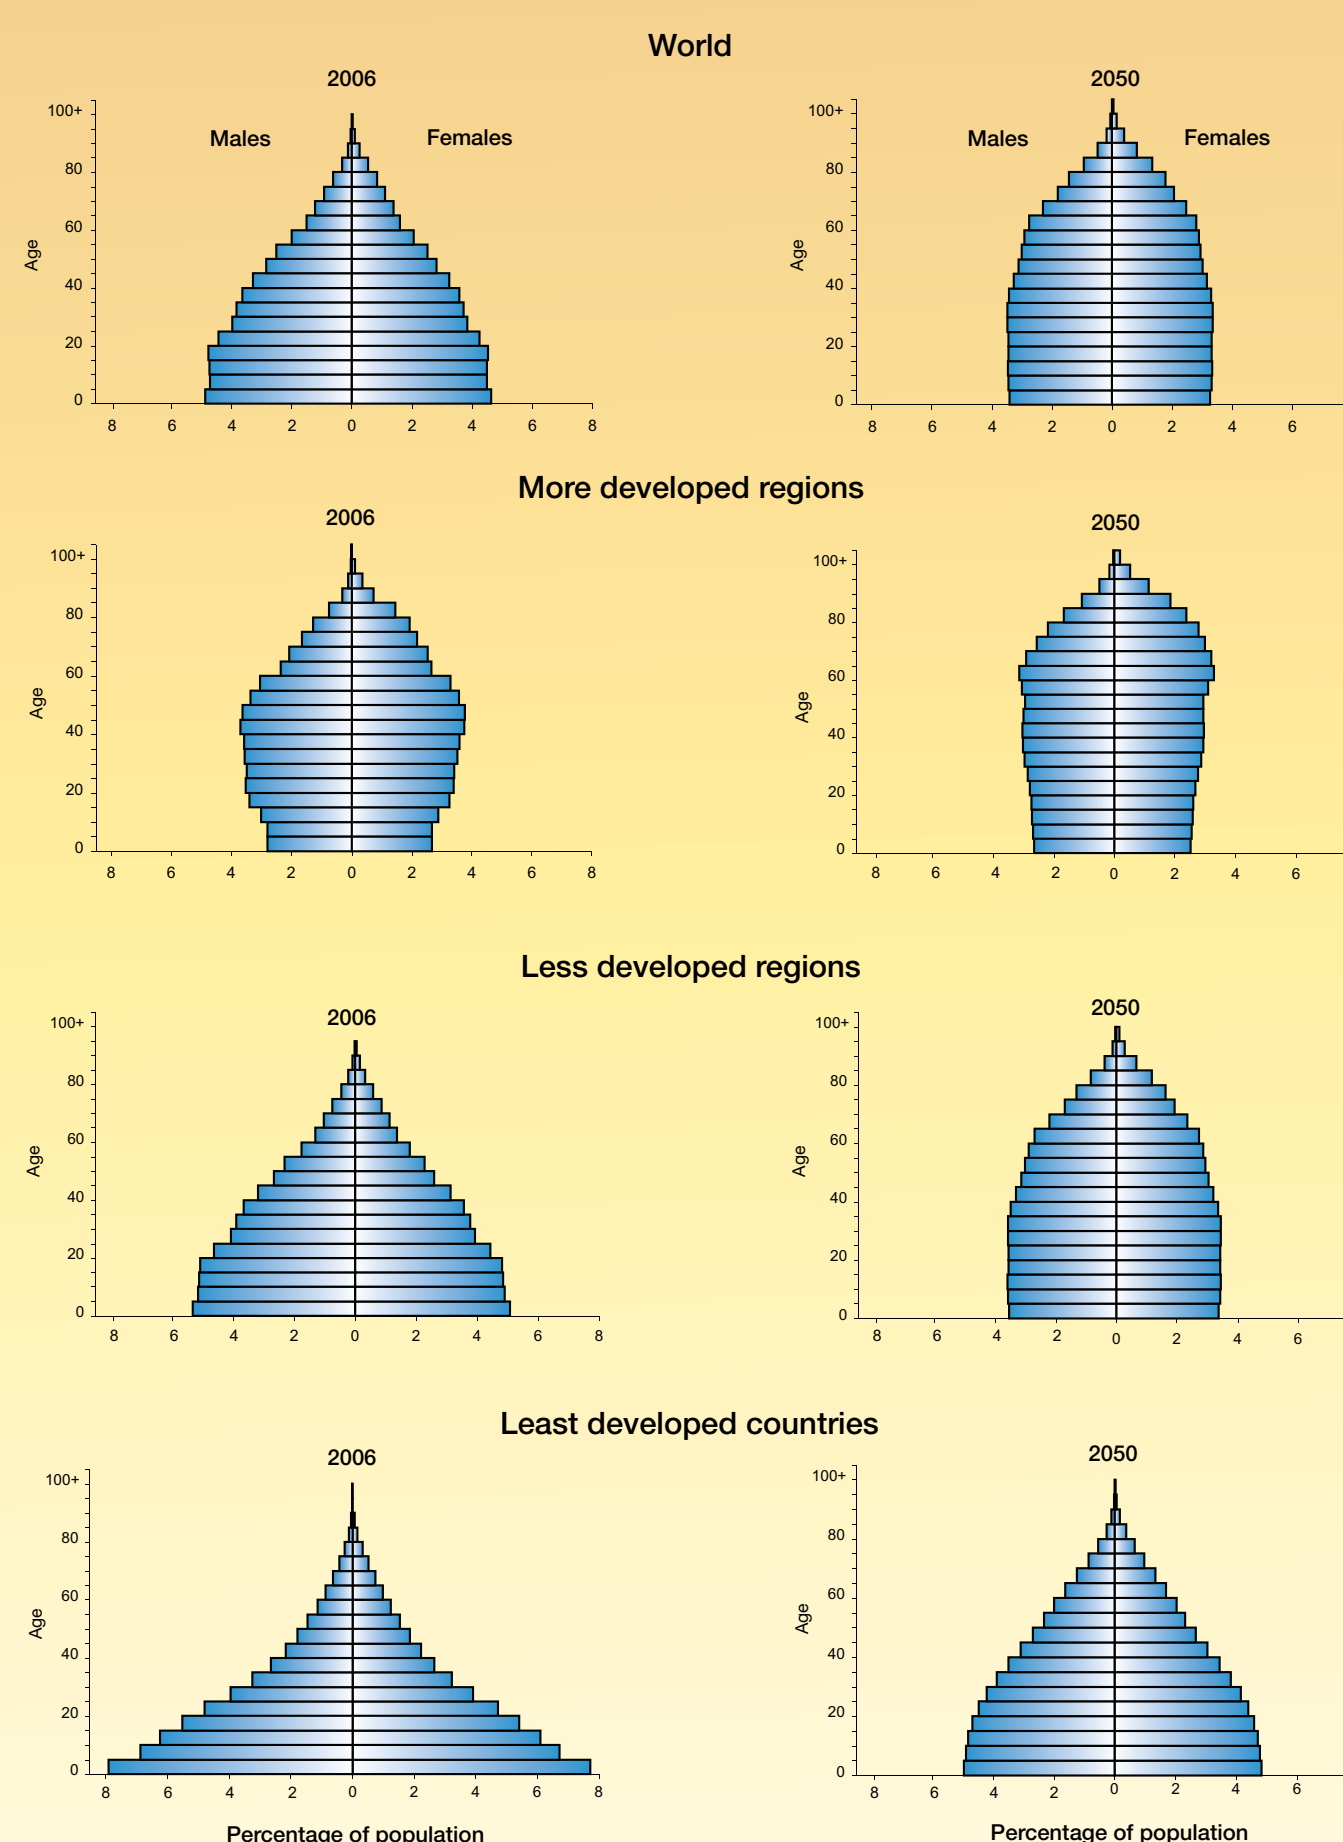 World
2006
2050
100+
Males
Females
80
60
Age
40
20
0
8 6 4 2 0 2 4 6 8
100+
Males
Females
80
60
Age
40
20
0
8 6 4 2 0 2 4 6
More developed regions
2006
2050
100+
80
60
Age
40
20
0
8 6 4 2 0 2 4 6 8
100+
80
60
Age
40
20
0
8 6 4 2 0 2 4 6
Less developed regions
2006
2050
100+
80
60
Age
40
20
0
8 6 4 2 0 2 4 6 8
100+
80
60
Age
40
20
0
8 6 4 2 0 2 4 6
Least developed countries
2006
2050
100+
80
60
Age
40
20
0
8 6 4 2 0 2 4 6 8
Percentage of population
100+
80
60
Age
40
20
0
8 6 4 2 0 2 4 6
Percentage of population